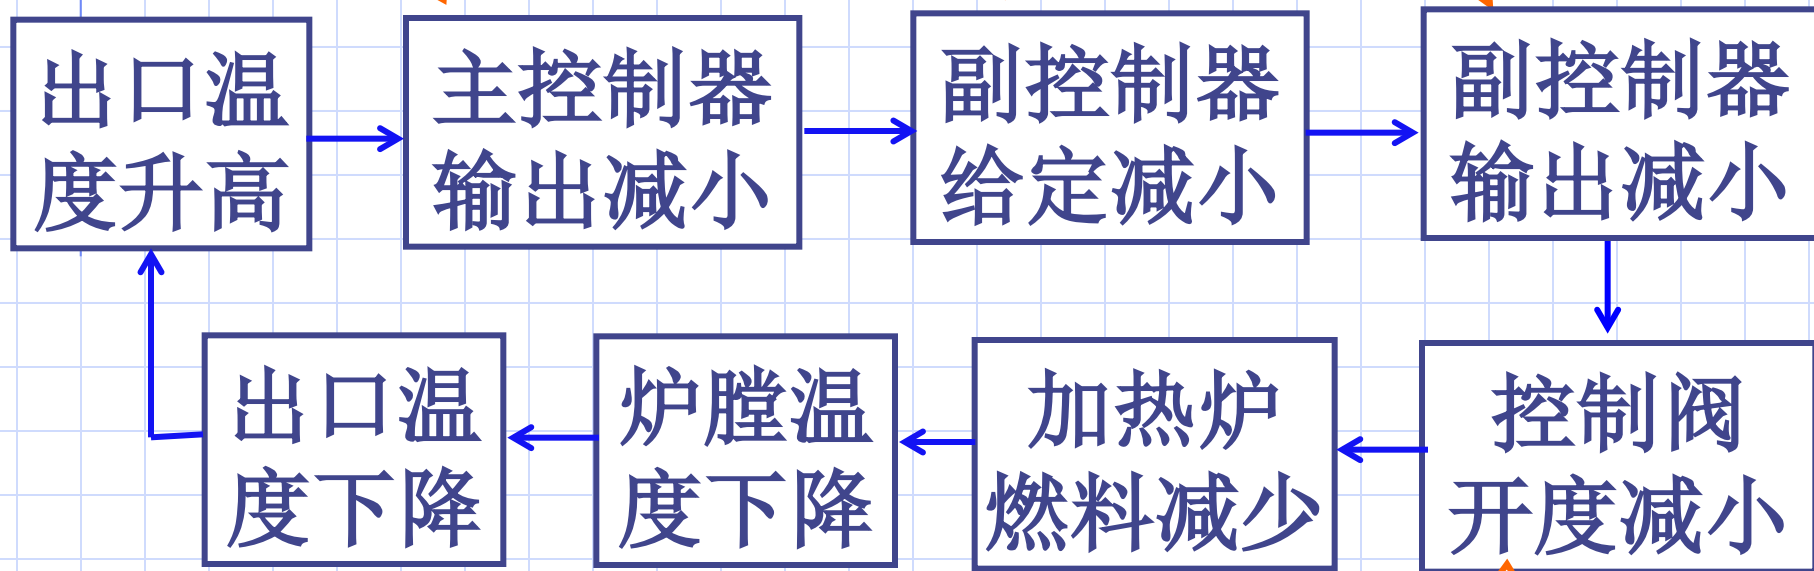 出口温
度升高
主控制器
输出减小
副控制器
给定减小
副控制器
输出减小
控制阀
开度减小
加热炉
燃料减少
炉膛温
度下降
出口温
度下降